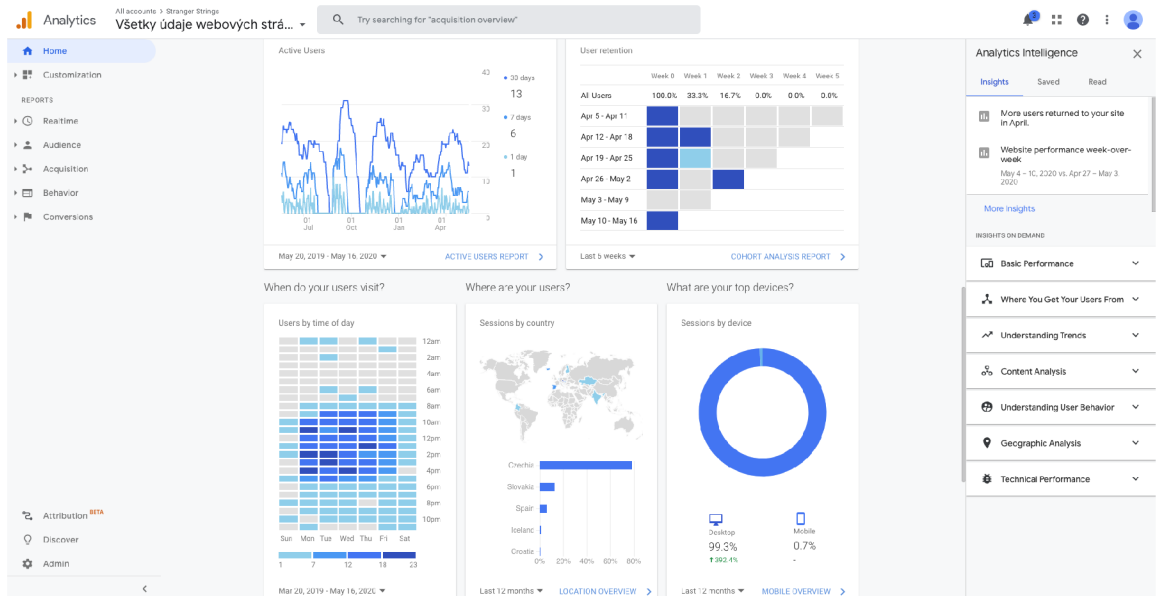 Analytics
All accounts > Stranger Strings
Všetky údaje webových strá...
Try searching for "acquisition overview"
Home
Customization
REPORTS
Realtime
Audience
Acquisition
Behavior
Conversions
Attribution BETA
Discover
Admin
Active Users
43
33
23
13
3
01 Jul
01 Oct
01 Jan
01 Apr
30 days
13
7 days
6
1 day
1
May 20, 2019 - May 16, 2020
ACTIVE USERS REPORT
User retention
Week 0 Week 1 Week 2 Week 3 Week 4 Week 5
All Users 100.0% 33.3% 16.7% 0.0% 0.0% 0.0%
Apr 5 - Apr 11
Apr 12 - Apr 18
Apr 19 - Apr 25
Apr 26 - May 2
May 3 - May 9
May 10 - May 16
Last 6 weeks
COHORT ANALYSIS REPORT
When do your users visit?
Users by time of day
12am
2am
4am
6am
8am
10am
12pm
2pm
4pm
6pm
8pm
10pm
Sun Mon Tue Wed Thu Fri Sat
1 7 12 18 23
Mar 20, 2019 - May 16, 2020
Where are your users?
Sessions by country
Czechia
Slovakia
Spain
Iceland
Croatia
0% 20% 40% 60% 80%
Last 12 months
LOCATION OVERVIEW
What are your top devices?
Sessions by device
Desktop
99.3%
392.4%
Mobile
0.7%
-
Last 12 months
MOBILE OVERVIEW
Analytics Intelligence
Insights Saved Read
More users returned to your site
in April.
Website performance week-over-
week
May 4 – 10, 2020 vs. Apr 27 – May 3,
2020
More Insights
INSIGHTS ON DEMAND
Basic Performance
Where You Get Your Users From
Understanding Trends
Content Analysis
Understanding User Behavior
Geographic Analysis
Technical Performance